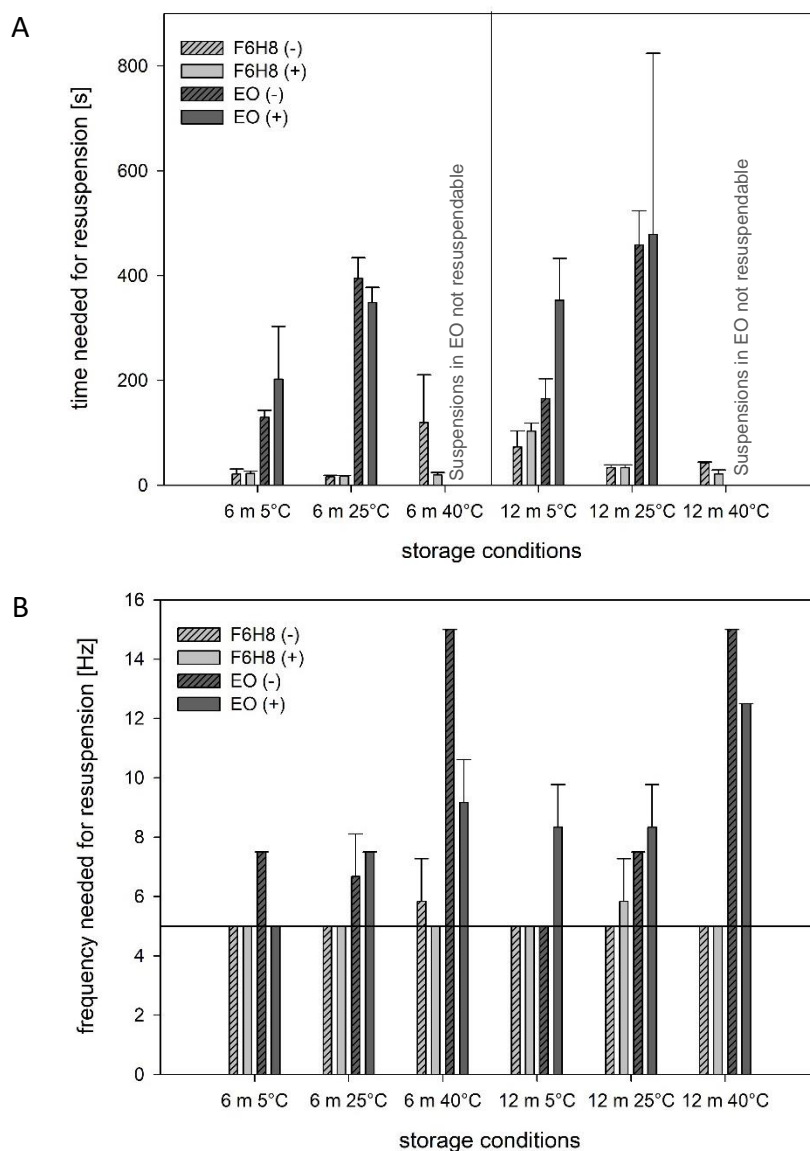 A
time needed for resuspension [s]
800
600
400
200
0
F6H8 (-)
F6H8 (+)
EO (-)
EO (+)
Suspensions in EO not resuspendable
Suspensions in EO not resuspendable
6 m 5°C 6 m 25°C 6 m 40°C 12 m 5°C 12 m 25°C 12 m 40°C
storage conditions
B
frequency needed for resuspension [Hz]
16
14
12
10
8
6
4
2
0
F6H8 (-)
F6H8 (+)
EO (-)
EO (+)
6 m 5°C 6 m 25°C 6 m 40°C 12 m 5°C 12 m 25°C 12 m 40°C
storage conditions